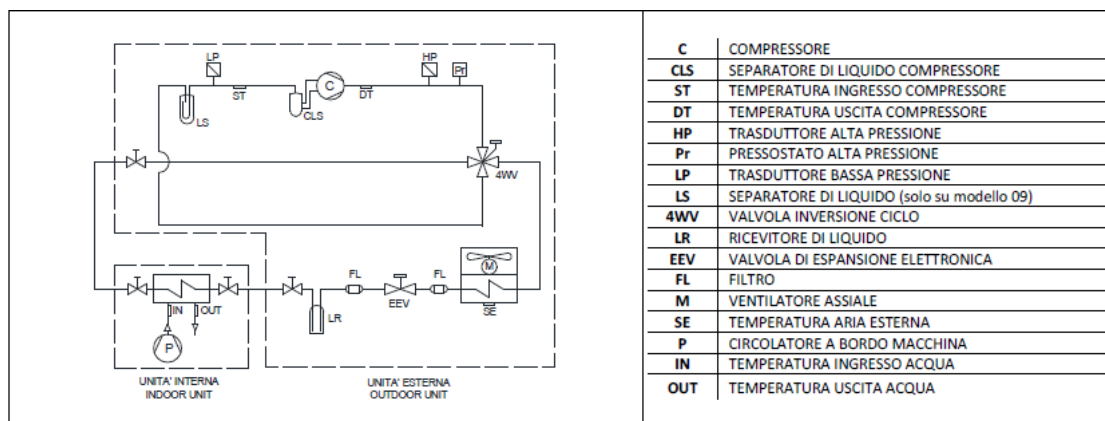 LP
HP
Pr
C
ST
DT
CLS
LS
4WV
FL
FL
M
EEV
SE
LR
IN
OUT
P
UNITA' INTERNA
INDOOR UNIT
UNITA' ESTERNA
OUTDOOR UNIT
C COMPRESSORE
CLS SEPARATORE DI LIQUIDO COMPRESSORE
ST TEMPERATURA INGRESSO COMPRESSORE
DT TEMPERATURA USCITA COMPRESSORE
HP TRASDUTTORE ALTA PRESSIONE
Pr PRESSOSTATO ALTA PRESSIONE
LP TRASDUTTORE BASSA PRESSIONE
LS SEPARATORE DI LIQUIDO (solo su modello 09)
4WV VALVOLA INVERSIONE CICLO
LR RICEVITORE DI LIQUIDO
EEV VALVOLA DI ESPANSIONE ELETTRONICA
FL FILTRO
M VENTILATORE ASSIALE
SE TEMPERATURA ARIA ESTERNA
P CIRCOLATORE A BORDO MACCHINA
IN TEMPERATURA INGRESSO ACQUA
OUT TEMPERATURA USCITA ACQUA